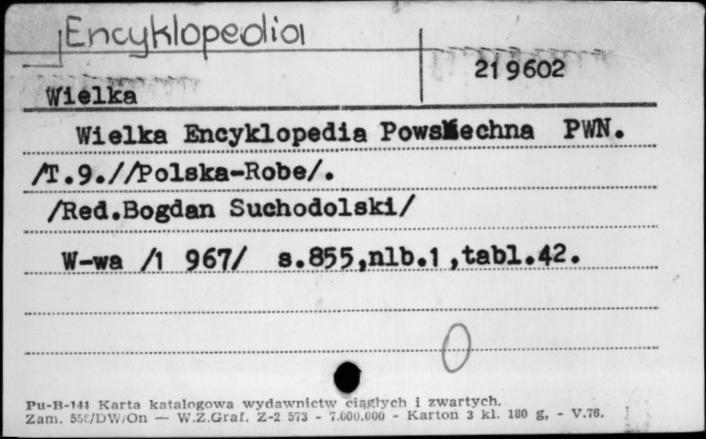 Encyklopedia
219602
Wielka
Wielka Encyklopedia Powszechna PWN.
/T.9.//Polska-Robe/.
/Red.Bogdan Suchodolski/
W-wa /1 967/ s.855,nlb.1 ,tabl.42.
0
Pu-B-144 Karta katalogowa wydawnictw ciągłych i zwartych.
Zam. /DW/On — W.Z.Graf. Z-2 573 - 7.000.000 - Karton 3 kl. 180 g, - V.76.